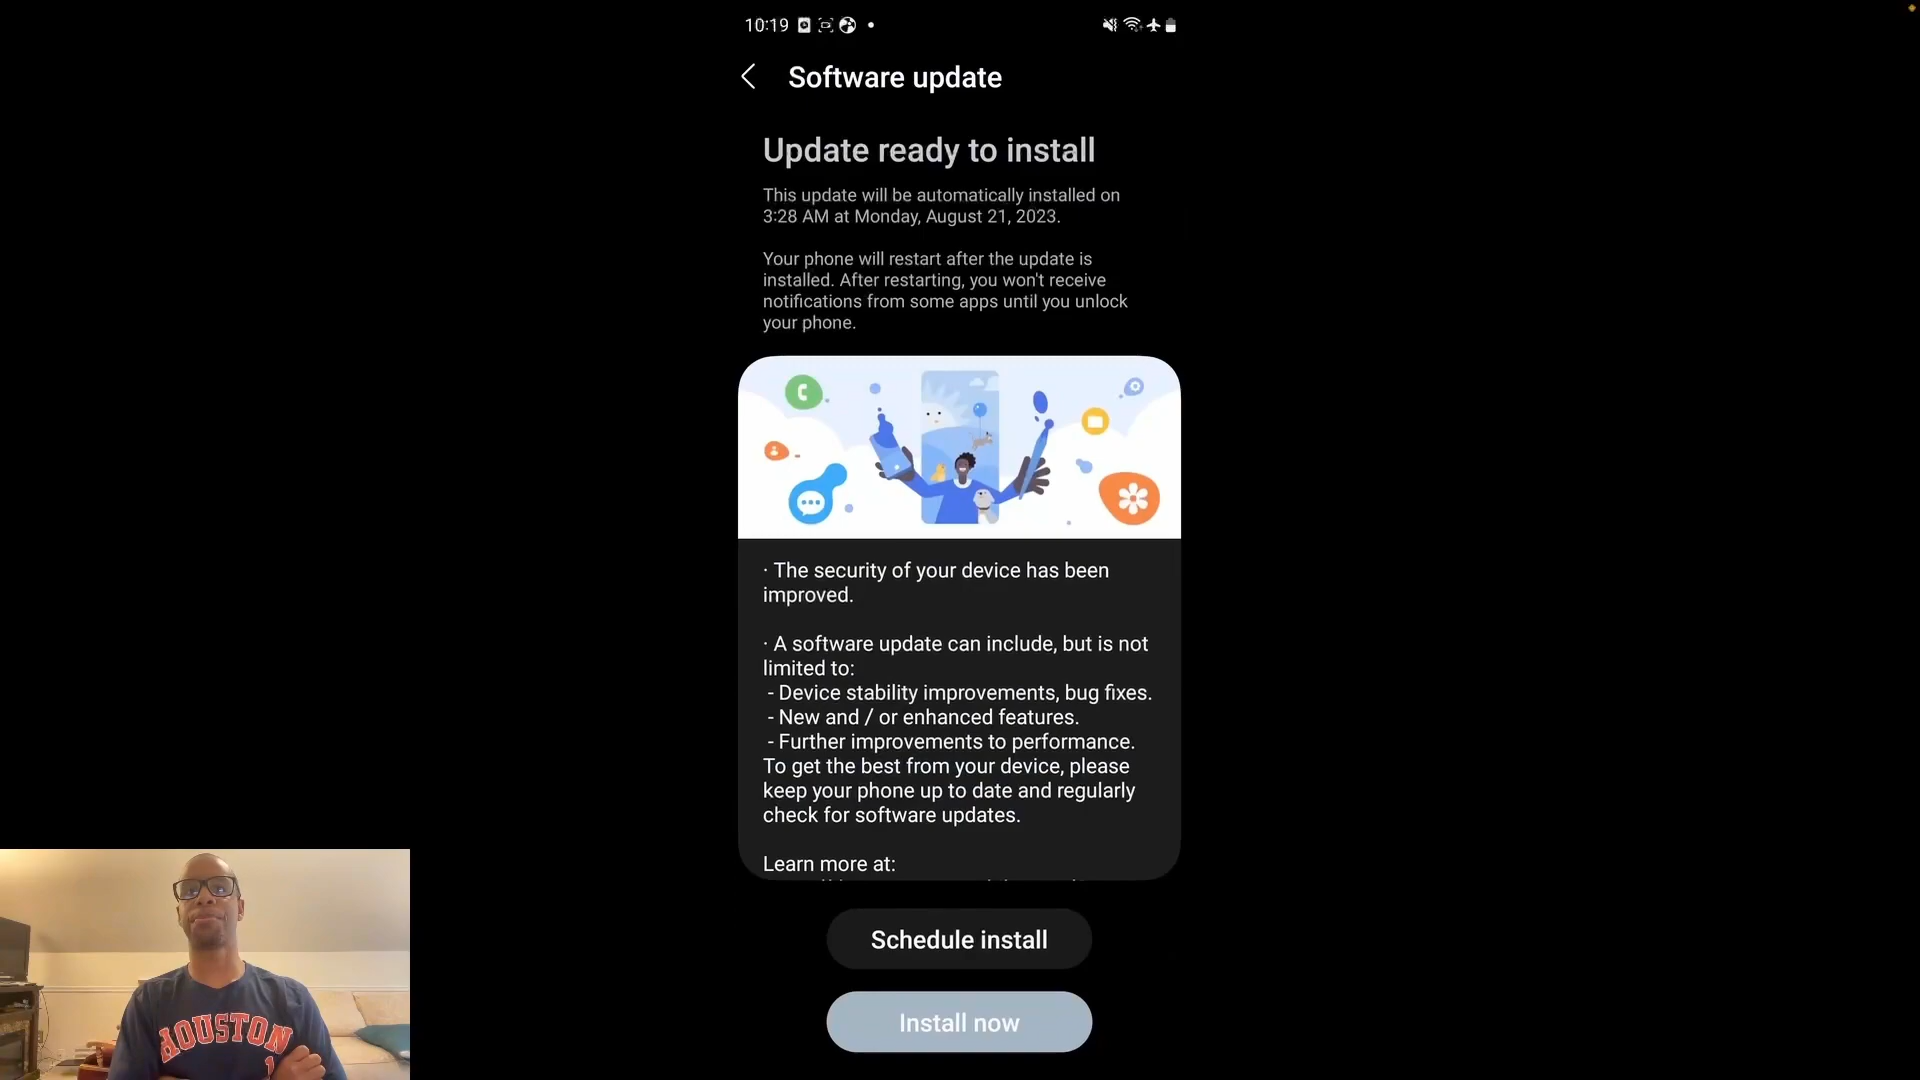 10:19
Software update
Update ready to install
This update will be automatically installed on
3:28 AM at Monday, August 21, 2023.
Your phone will restart after the update is
installed. After restarting, you won't receive
notifications from some apps until you unlock
your phone.
· The security of your device has been
improved.
· A software update can include, but is not
limited to:
- Device stability improvements, bug fixes.
- New and / or enhanced features.
- Further improvements to performance.
To get the best from your device, please
keep your phone up to date and regularly
check for software updates.
Learn more at:
Schedule install
Install now
HOUSTON